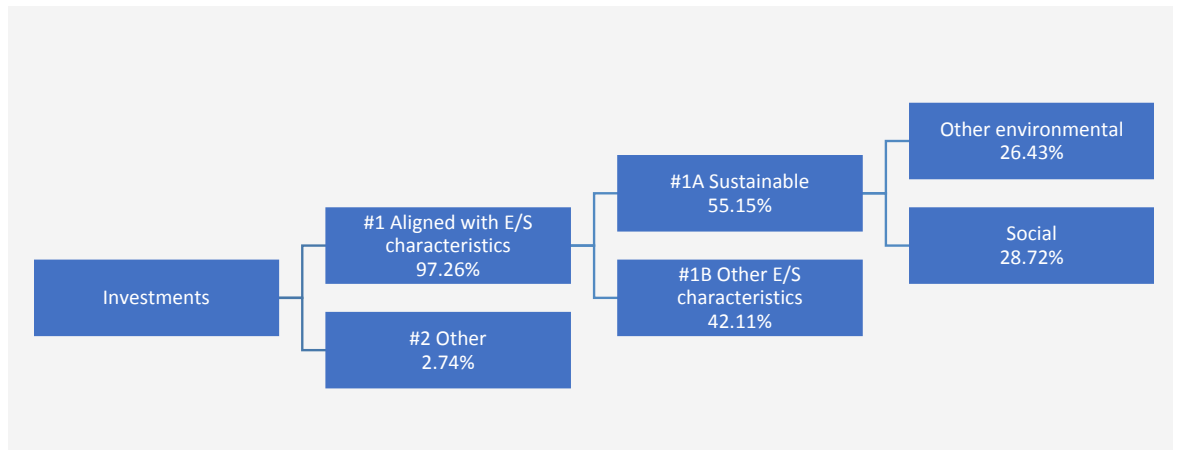 Investments
#1 Aligned with E/S
characteristics
97.26%
#2 Other
2.74%
#1A Sustainable
55.15%
#1B Other E/S
characteristics
42.11%
Other environmental
26.43%
Social
28.72%